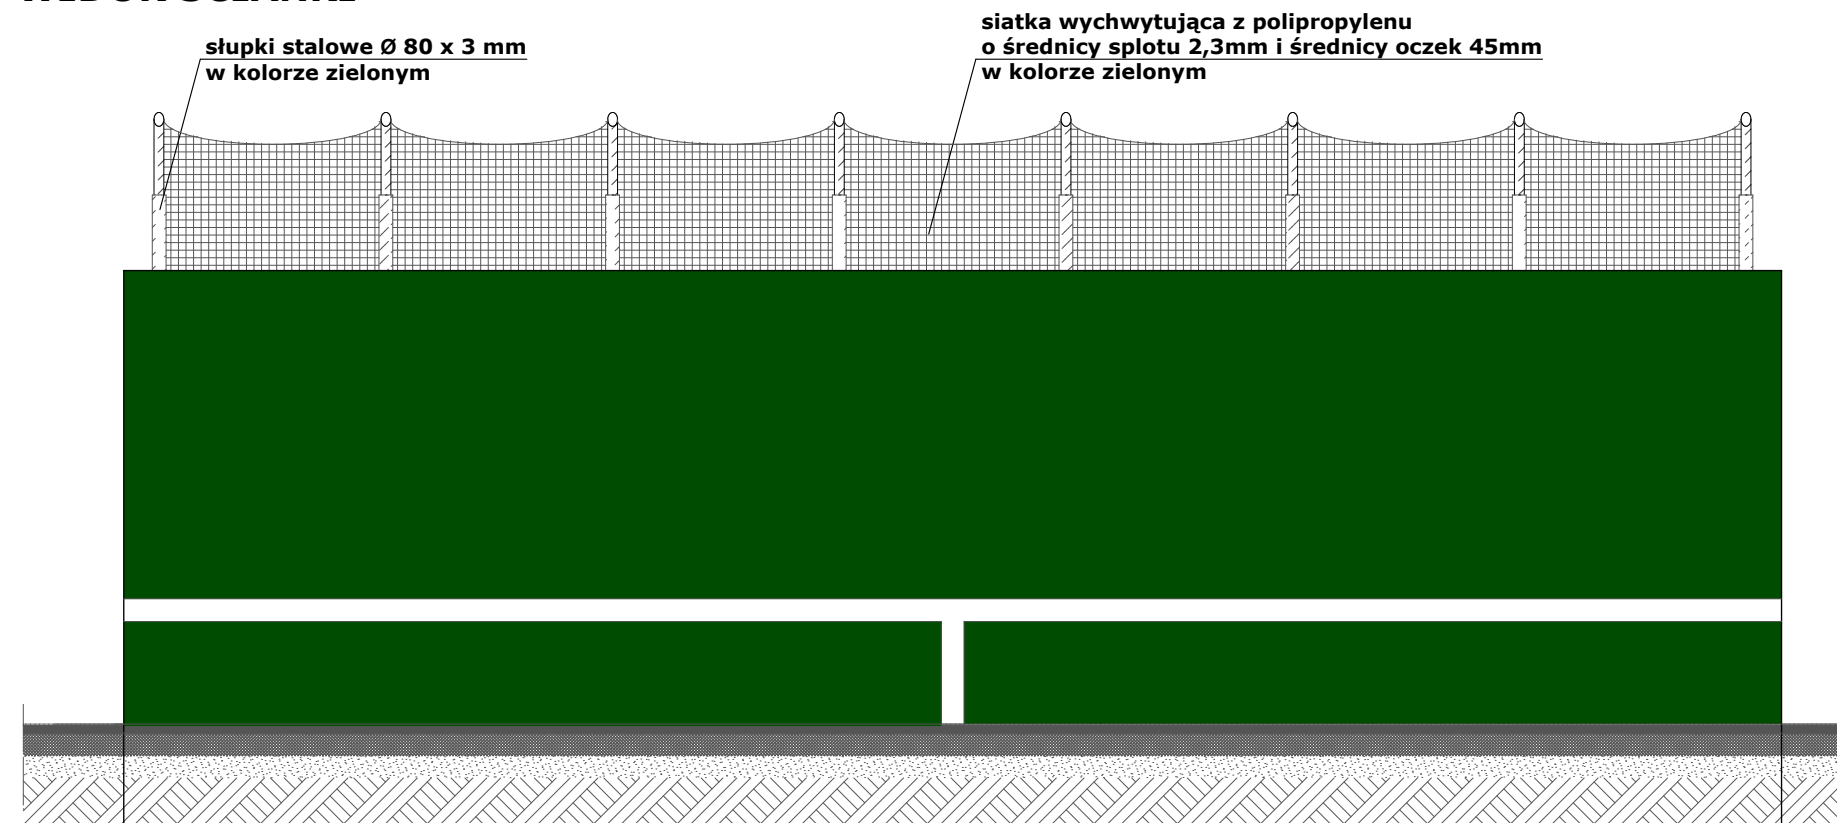 słupki stalowe Ø 80 x 3 mm
w kolorze zielonym
siatka wychwytująca z polipropylenu
o średnicy splotu 2,3mm i średnicy oczek 45mm
w kolorze zielonym